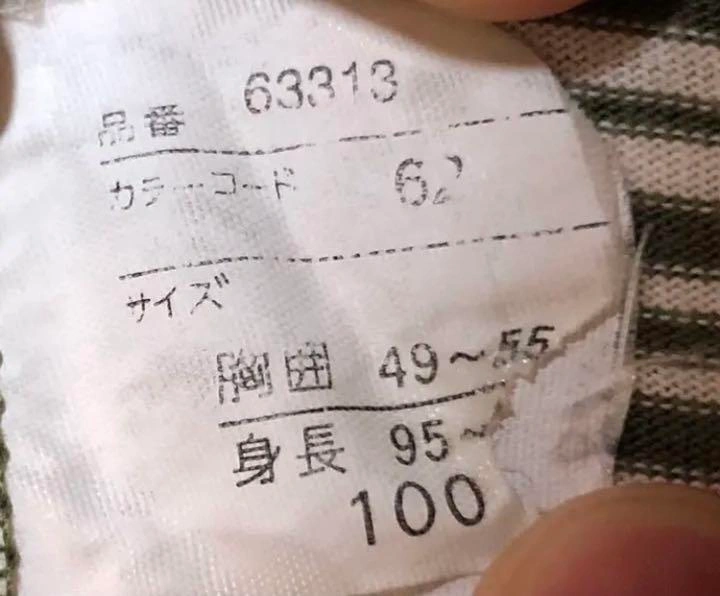 品番 63313
カラーコード 62
サイズ
胸囲 49~55
身長 95~
100